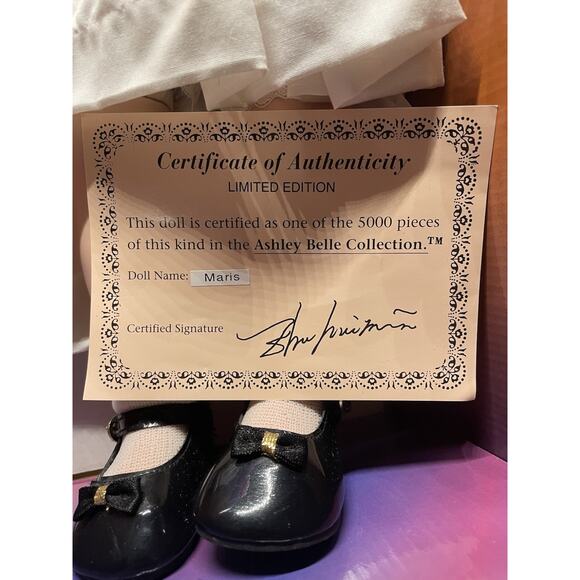 Certificate of Authenticity
LIMITED EDITION
This doll is certified as one of the 5000 pieces
of this kind in the Ashley Belle Collection.™
Doll Name: Maris
Certified Signature